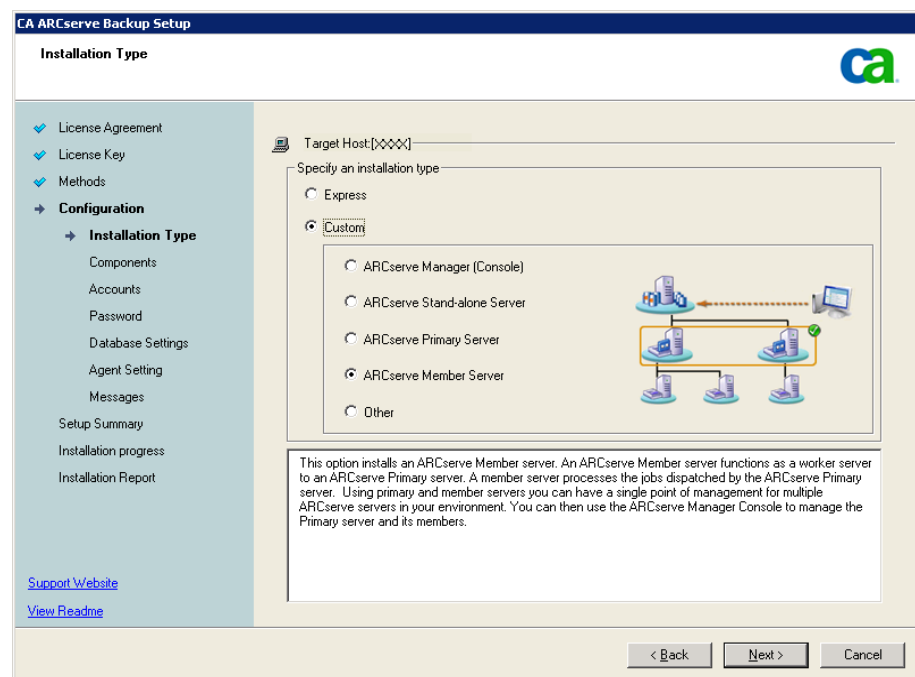 CA ARCserve Backup Setup
Installation Type
ca
License Agreement
License Key
Methods
Configuration
Installation Type
Components
Accounts
Password
Database Settings
Agent Setting
Messages
Setup Summary
Installation progress
Installation Report
Support Website
View Readme
Target Host:[XXXX]
Specify an installation type
Express
Custom
ARCserve Manager (Console)
ARCserve Stand-alone Server
ARCserve Primary Server
ARCserve Member Server
Other
This option installs an ARCserve Member server. An ARCserve Member server functions as a worker server
to an ARCserve Primary server. A member server processes the jobs dispatched by the ARCserve Primary
server.  Using primary and member servers you can have a single point of management for multiple
ARCserve servers in your environment. You can then use the ARCserve Manager Console to manage the
Primary server and its members.
< Back
Next >
Cancel